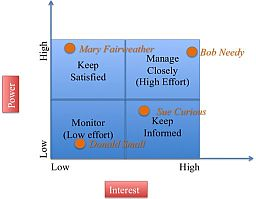 High
Mary Fairweather
Keep
Satisfied
Manage
Closely
(High Effort)
Bob Needy
Power
Monitor
(Low effort)
Donald Small
Sue Curious
Keep
Informed
Low
Low
High
Interest